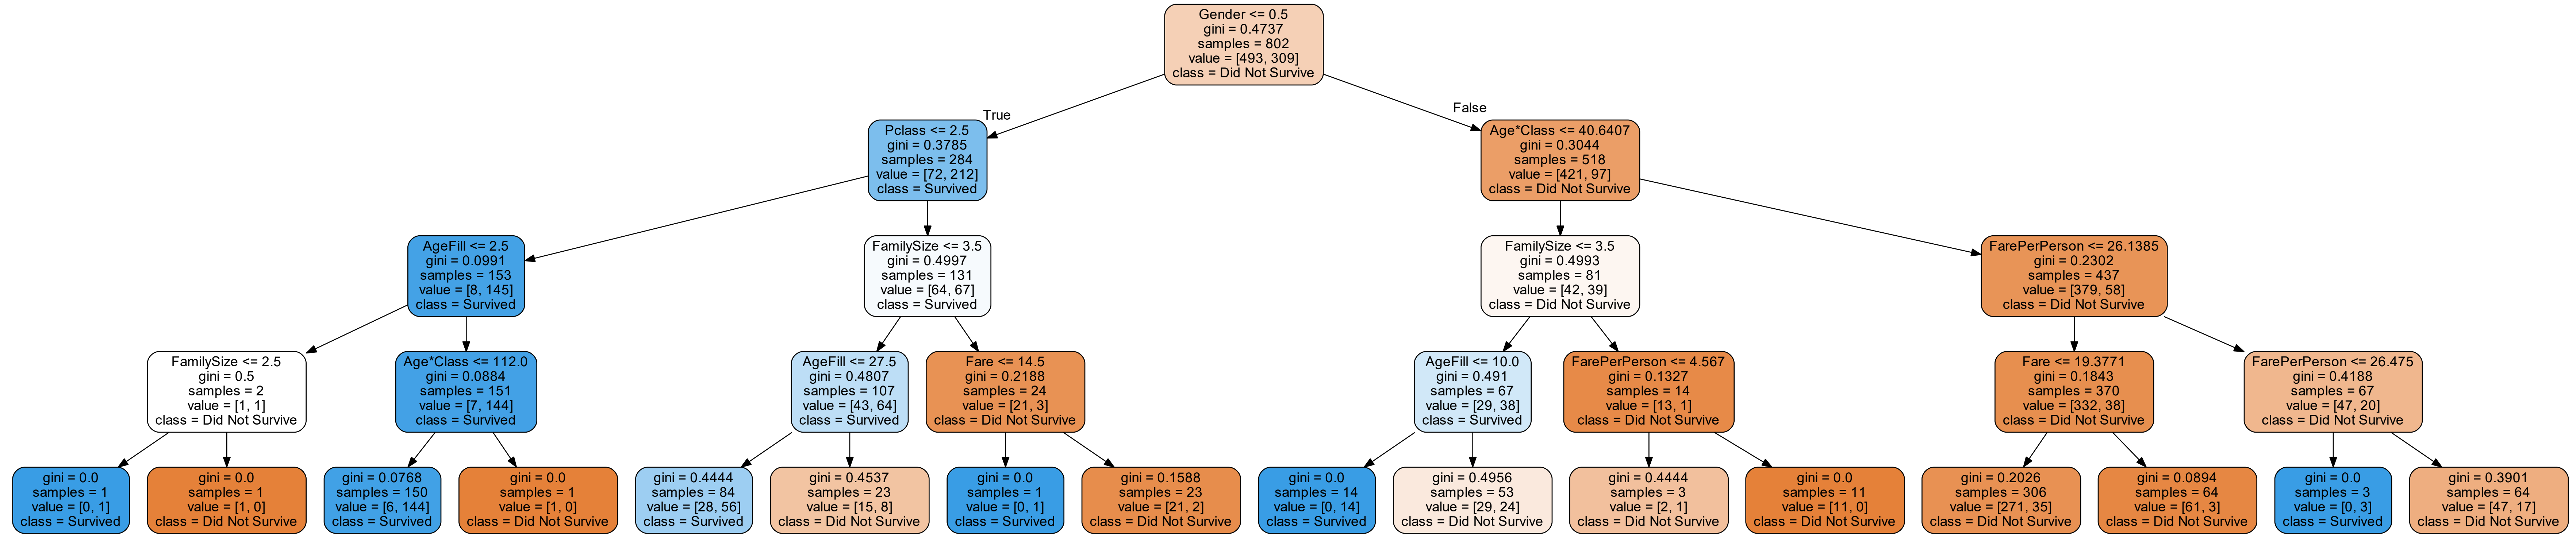 Gender <= 0.5
gini = 0.4737
samples = 802
value = [493, 309]
class = Did Not Survive
True
False
Pclass <= 2.5
gini = 0.3785
samples = 284
value = [72, 212]
class = Survived
Age*Class <= 40.6407
gini = 0.3044
samples = 518
value = [421, 97]
class = Did Not Survive
AgeFill <= 2.5
gini = 0.0991
samples = 153
value = [8, 145]
class = Survived
FamilySize <= 3.5
gini = 0.4997
samples = 131
value = [64, 67]
class = Survived
FamilySize <= 3.5
gini = 0.4993
samples = 81
value = [42, 39]
class = Did Not Survive
FarePerPerson <= 26.1385
gini = 0.2302
samples = 437
value = [379, 58]
class = Did Not Survive
FamilySize <= 2.5
gini = 0.5
samples = 2
value = [1, 1]
class = Did Not Survive
Age*Class <= 112.0
gini = 0.0884
samples = 151
value = [7, 144]
class = Survived
AgeFill <= 27.5
gini = 0.4807
samples = 107
value = [43, 64]
class = Survived
Fare <= 14.5
gini = 0.2188
samples = 24
value = [21, 3]
class = Did Not Survive
AgeFill <= 10.0
gini = 0.491
samples = 67
value = [29, 38]
class = Survived
FarePerPerson <= 4.567
gini = 0.1327
samples = 14
value = [13, 1]
class = Did Not Survive
Fare <= 19.3771
gini = 0.1843
samples = 370
value = [332, 38]
class = Did Not Survive
FarePerPerson <= 26.475
gini = 0.4188
samples = 67
value = [47, 20]
class = Did Not Survive
gini = 0.0
samples = 1
value = [0, 1]
class = Survived
gini = 0.0
samples = 1
value = [1, 0]
class = Did Not Survive
gini = 0.0768
samples = 150
value = [6, 144]
class = Survived
gini = 0.0
samples = 1
value = [1, 0]
class = Did Not Survive
gini = 0.4444
samples = 84
value = [28, 56]
class = Survived
gini = 0.4537
samples = 23
value = [15, 8]
class = Did Not Survive
gini = 0.0
samples = 1
value = [0, 1]
class = Survived
gini = 0.1588
samples = 23
value = [21, 2]
class = Did Not Survive
gini = 0.0
samples = 14
value = [0, 14]
class = Survived
gini = 0.4956
samples = 53
value = [29, 24]
class = Did Not Survive
gini = 0.4444
samples = 3
value = [2, 1]
class = Did Not Survive
gini = 0.0
samples = 11
value = [11, 0]
class = Did Not Survive
gini = 0.2026
samples = 306
value = [271, 35]
class = Did Not Survive
gini = 0.0894
samples = 64
value = [61, 3]
class = Did Not Survive
gini = 0.0
samples = 3
value = [0, 3]
class = Survived
gini = 0.3901
samples = 64
value = [47, 17]
class = Did Not Survive